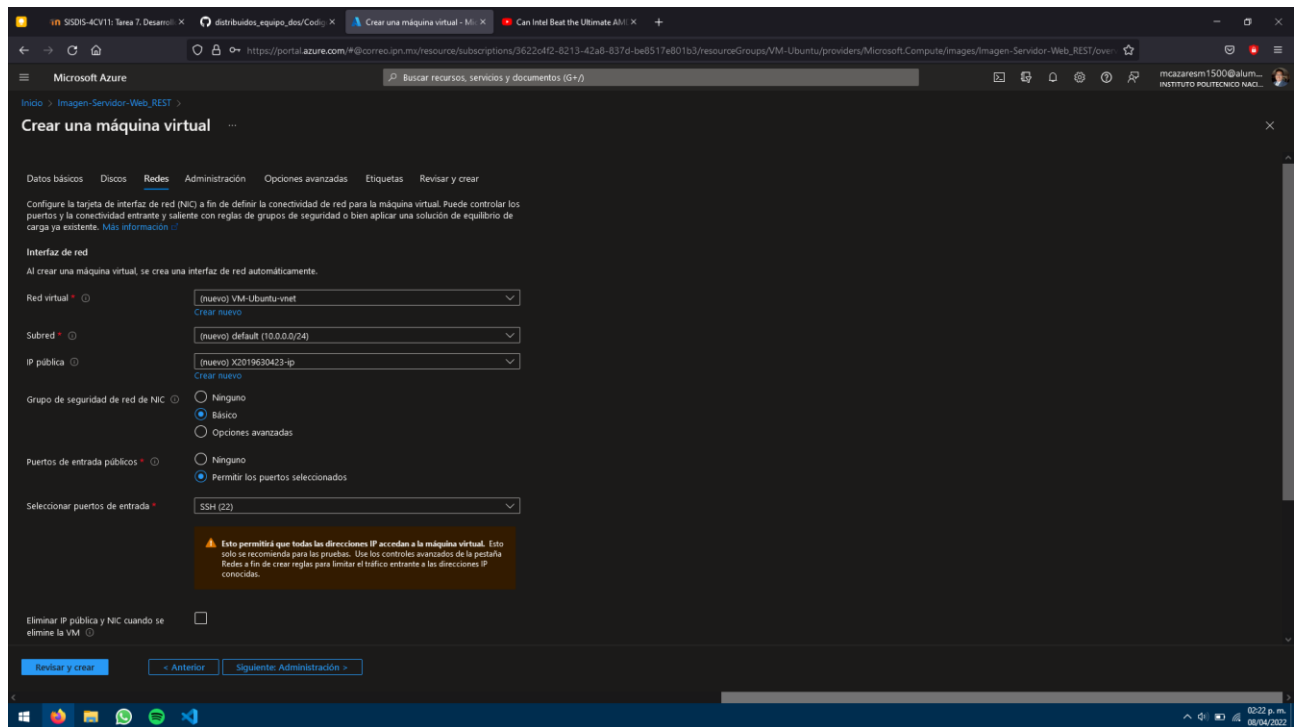 SISDIS-4CV11: Tarea 7. Desarroll
distribuidos_equipo_dos/Codig
Crear una máquina virtual - Mi
Can Intel Beat the Ultimate AM
https://portal.azure.com/#@correo.ipn.mx/resource/subscriptions/3622c4f2-8213-42a8-837d-be8517e801b3/resourceGroups/VM-Ubuntu/providers/Microsoft.Compute/images/Imagen-Servidor-Web_REST/over
Microsoft Azure
Buscar recursos, servicios y documentos (G+/)
mcazaresm1500@alum...
INSTITUTO POLITECNICO NACI...
Inicio > Imagen-Servidor-Web_REST >
Crear una máquina virtual ...
Datos básicos Discos Redes Administración Opciones avanzadas Etiquetas Revisar y crear
Configure la tarjeta de interfaz de red (NIC) a fin de definir la conectividad de red para la máquina virtual. Puede controlar los
puertos y la conectividad entrante y saliente con reglas de grupos de seguridad o bien aplicar una solución de equilibrio de
carga ya existente. Más información
Interfaz de red
Al crear una máquina virtual, se crea una interfaz de red automáticamente.
Red virtual * (nuevo) VM-Ubuntu-vnet
Crear nuevo
Subred * (nuevo) default (10.0.0.0/24)
IP pública (nuevo) X2019630423-ip
Crear nuevo
Grupo de seguridad de red de NIC Ninguno
Básico
Opciones avanzadas
Puertos de entrada públicos * Ninguno
Permitir los puertos seleccionados
Seleccionar puertos de entrada * SSH (22)
Esto permitirá que todas las direcciones IP accedan a la máquina virtual. Esto
solo se recomienda para las pruebas. Use los controles avanzados de la pestaña
Redes a fin de crear reglas para limitar el tráfico entrante a las direcciones IP
conocidas.
Eliminar IP pública y NIC cuando se
elimine la VM
Revisar y crear < Anterior Siguiente: Administración >
02:22 p. m.
08/04/2022